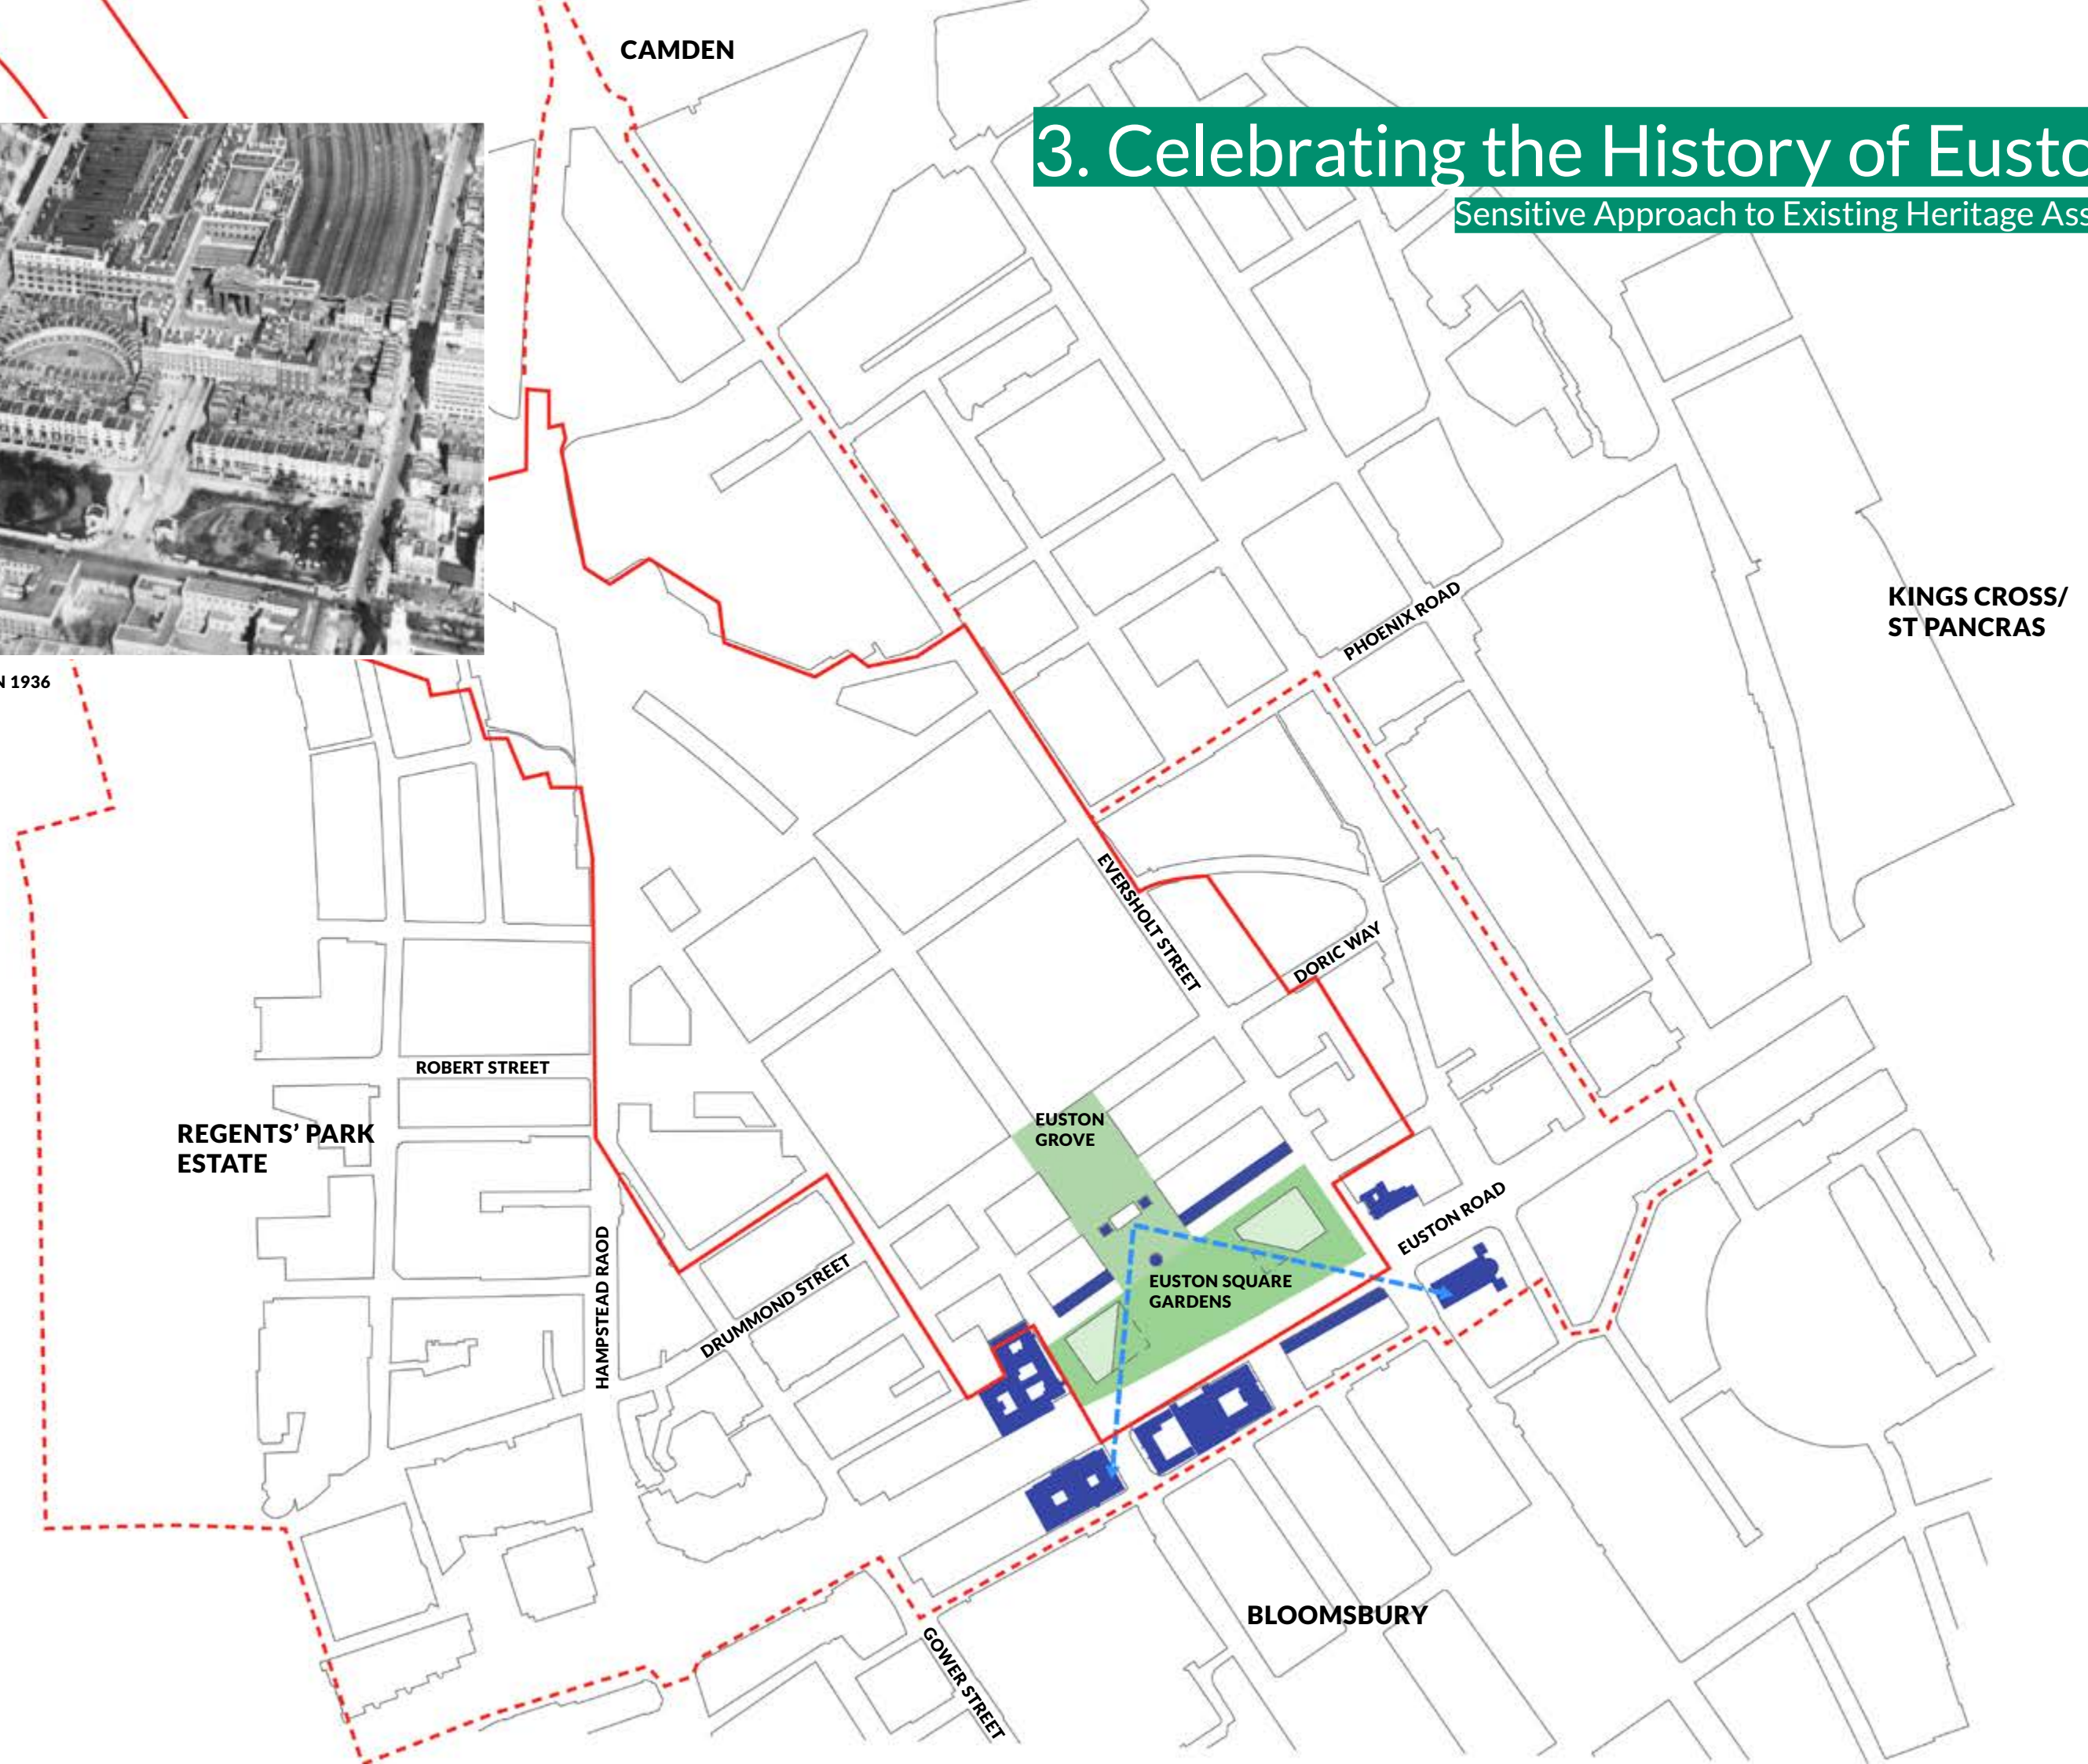 CAMDEN
3. Celebrating the History of Eusto
Sensitive Approach to Existing Heritage Ass
KINGS CROSS/
ST PANCRAS
PHOENIX ROAD
N 1936
EVERSHOLT STREET
DORIC WAY
ROBERT STREET
REGENTS' PARK
ESTATE
EUSTON
GROVE
EUSTON ROAD
HAMPSTEAD RAOD
DRUMMOND STREET
EUSTON SQUARE
GARDENS
BLOOMSBURY
GOWER STREET